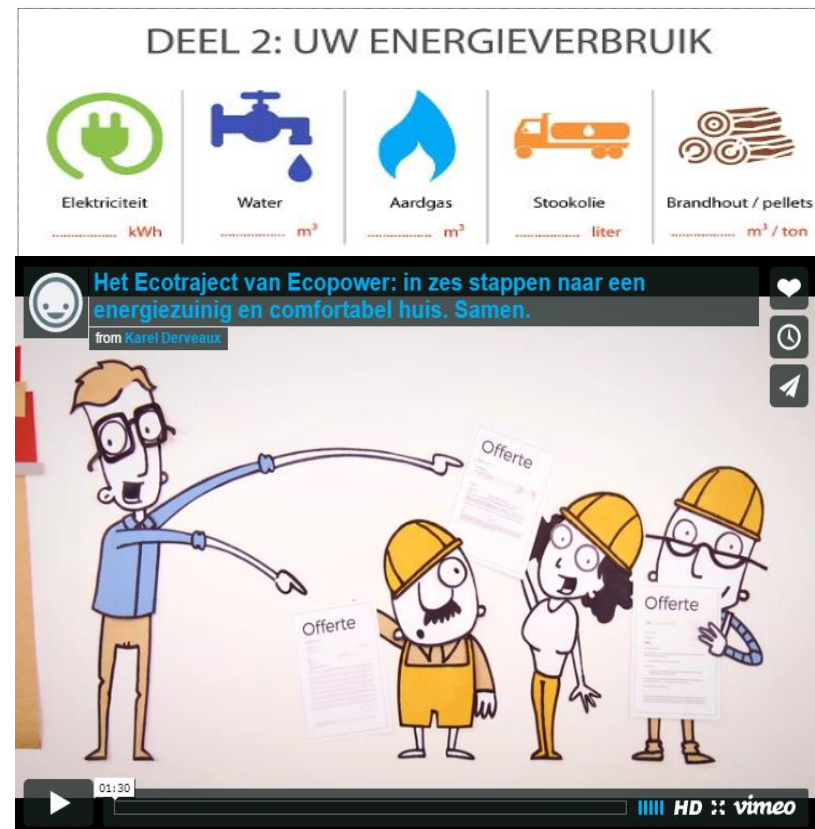 DEEL 2: UW ENERGIEVERBRUIK
Elektriciteit
Water
Aardgas
Stookolie
Brandhout / pellets
................ kWh
................ m³
................ m³
................ liter
................ m³ / ton
Het Ecotraject van Ecopower: in zes stappen naar een
energiezuinig en comfortabel huis. Samen.
from Karel Derveaux
Offerte
Offerte
Offerte
01:30
HD vimeo